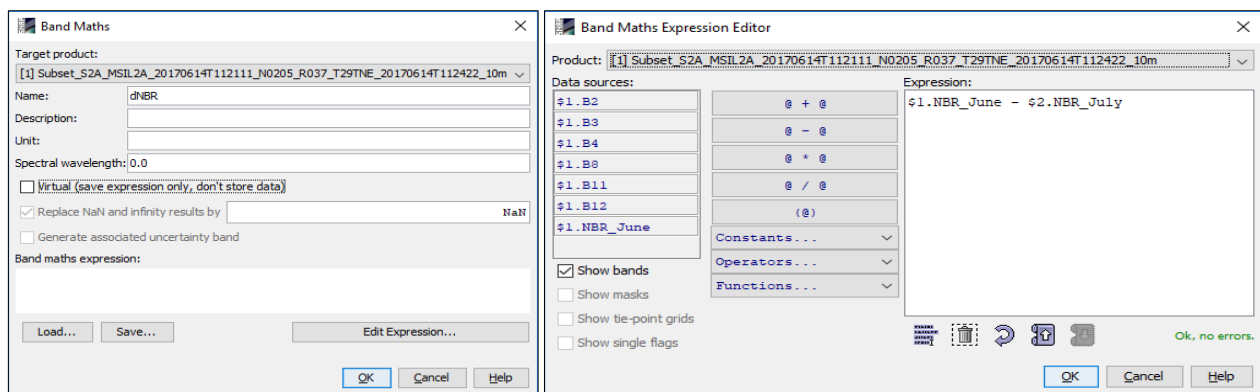 Band Maths
Target product:
[1] Subset_S2A_MSIL2A_20170614T112111_N0205_R037_T29TNE_20170614T112422_10m
Name: dNBR
Description:
Unit:
Spectral wavelength: 0.0
Virtual (save expression only, don't store data)
Replace NaN and infinity results by NaN
Generate associated uncertainty band
Band maths expression:
Load... Save... Edit Expression...
OK Cancel Help
Band Maths Expression Editor
Product: [1] Subset_S2A_MSIL2A_20170614T112111_N0205_R037_T29TNE_20170614T112422_10m
Data sources: Expression:
$1.B2 @ + @ $1.NBR_June - $2.NBR_July
$1.B3 @ - @
$1.B4 @ * @
$1.B8 @ / @
$1.B11
$1.B12 (@)
$1.NBR_June Constants...
Operators...
Show bands Functions...
Show masks
Show tie-point grids
Show single flags
Ok, no errors.
OK Cancel Help